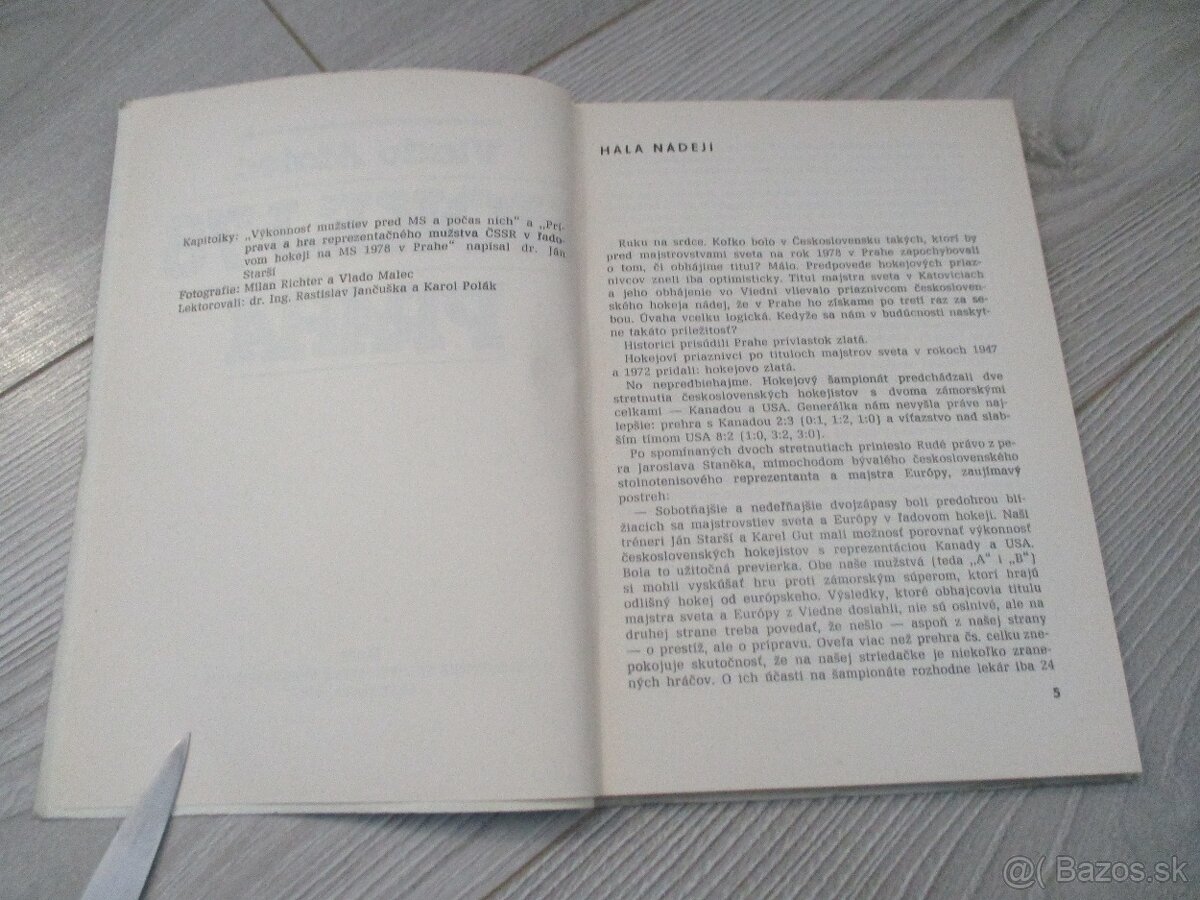 Kapitolky: „Výkonnosť mužstiev pred MS a počas nich“ a „Prí-
prava a hra reprezentačného mužstva ČSSR v ľado-
vom hokeji na MS 1978 v Prahe“ napísal dr. Ján
Starší
Fotografie: Milan Richter a Vlado Malec
Lektorovali: dr. Ing. Rastislav Jančuška a Karol Polák
HALA NÁDEJÍ
Ruku na srdce. Koľko bolo v Československu takých, ktorí by
pred majstrovstvami sveta na rok 1978 v Prahe zapochybovali
o tom, či obhájime titul? Málo. Predpovede hokejových priaz-
nivcov zneli iba optimisticky. Titul majstra sveta v Katoviciach
a jeho obhájenie vo Viedni vlievalo priaznivcom českosloven-
ského hokeja nádej, že v Prahe ho získame po tretí raz za se-
bou. Úvaha vcelku logická. Kedyže sa nám v budúcnosti naskyt-
ne takáto príležitosť?
Historici prisúdili Prahe prívlastok zlatá.
Hokejoví priaznivci po tituloch majstrov sveta v rokoch 1947
a 1972 pridali: hokejovo zlatá.
No nepredbiehajme. Hokejový šampionát predchádzali dve
stretnutia československých hokejistov s dvoma zámorskými
celkami — Kanadou a USA. Generálka nám nevyšla práve naj-
lepšie: prehra s Kanadou 2:3 (0:1, 1:2, 1:0) a víťazstvo nad slab-
ším tímom USA 8:2 (1:0, 3:2, 3:0).
Po spomínaných dvoch stretnutiach prinieslo Rudé právo z pe-
ra Jaroslava Staněka, mimochodom bývalého československého
stolnotenisového reprezentanta a majstra Európy, zaujímavý
postreh:
— Sobotňajšie a nedeľňajšie dvojzápasy boli predohrou blí-
žiacich sa majstrovstiev sveta a Európy v ľadovom hokeji. Naši
tréneri Ján Starší a Karel Gut mali možnosť porovnať výkonnosť
československých hokejistov s reprezentáciou Kanady a USA.
Bola to užitočná previerka. Obe naše mužstvá (teda „A“ i „B“)
si mohli vyskúšať hru proti zámorským súperom, ktorí hrajú
odlišný hokej od európskeho. Výsledky, ktoré obhajcovia titulu
majstra sveta a Európy z Viedne dosiahli, nie sú oslnivé, ale na
druhej strane treba povedať, že nešlo — aspoň z našej strany
— o prestíž, ale o prípravu. Oveľa viac než prehra čs. celku zne-
pokojuje skutočnosť, že na našej striedačke je niekoľko zrane-
ných hráčov. O ich účasti na šampionáte rozhodne lekár iba 24
5
@( Bazos.sk